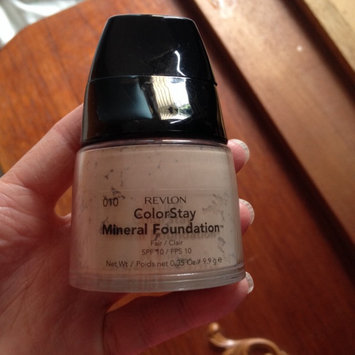 010
REVLON
ColorStay
Mineral Foundation™
Fair / Clair
SPF 10 / FPS 10
Net Wt / Poids net 0.35 Oz / 9.9 g